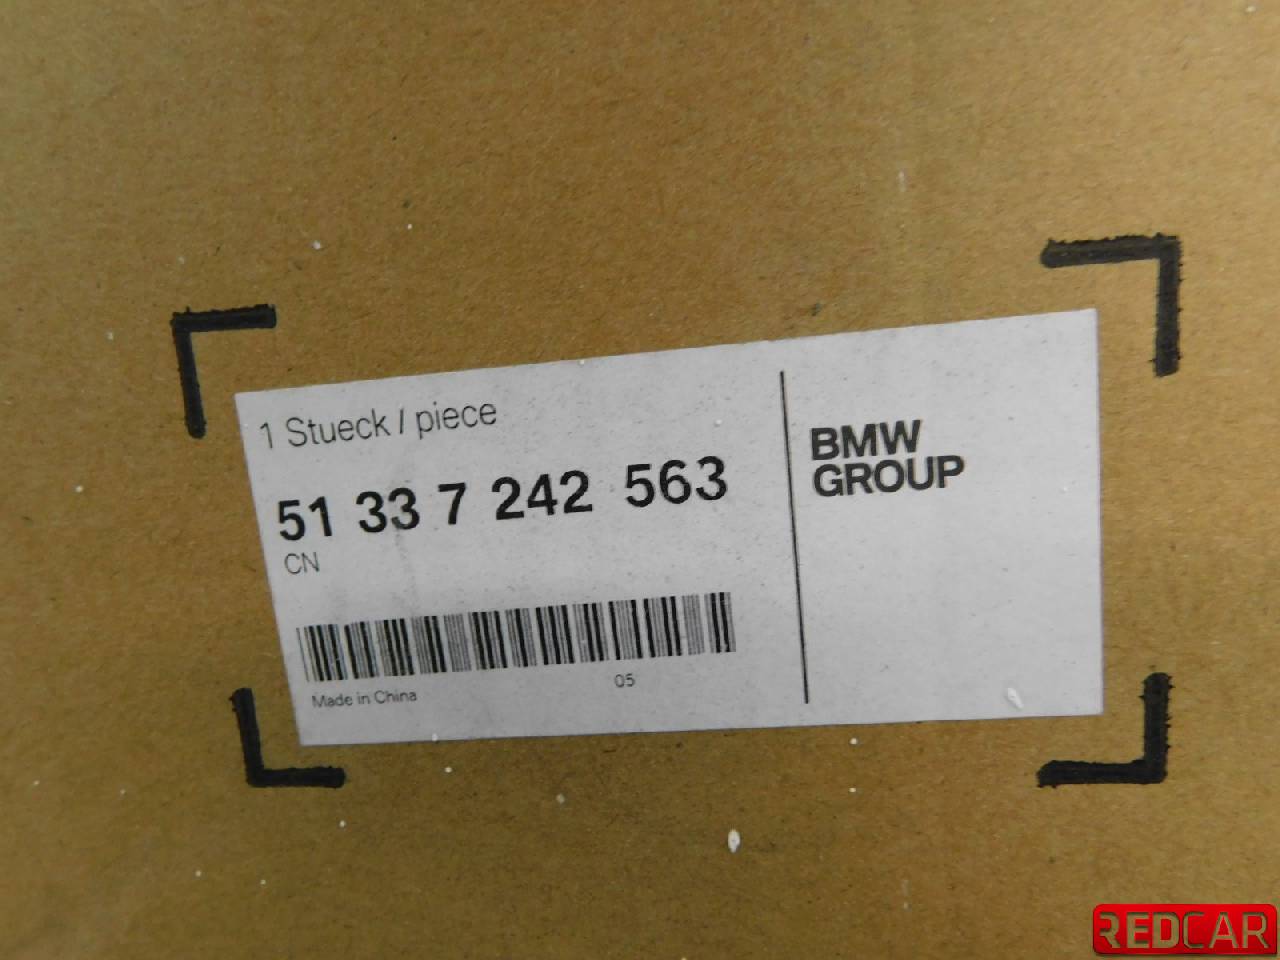 1 Stueck / piece
51 33 7 242 563
CN
Made in China
05
BMW
GROUP
REDCAR